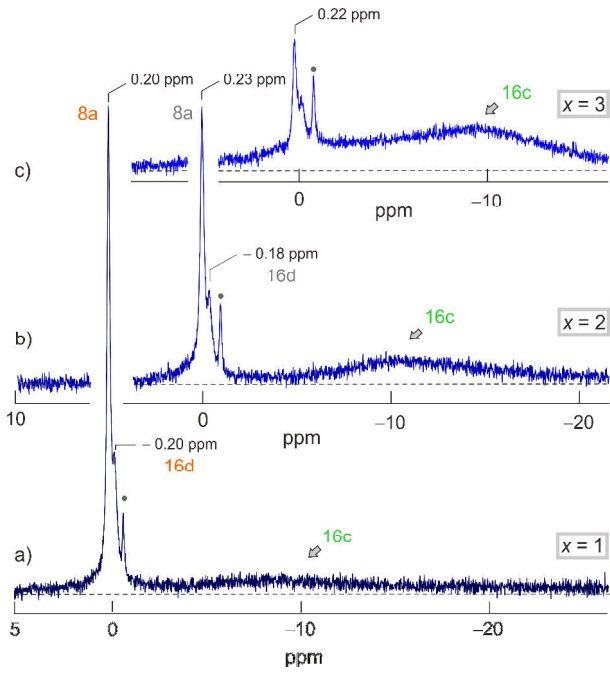 0.22 ppm
0.20 ppm
0.23 ppm
8a
8a
16c
x = 3
c)
0
−10
ppm
− 0.18 ppm
16d
16c
x = 2
b)
10
0
−10
−20
ppm
− 0.20 ppm
16d
16c
x = 1
a)
5
0
−10
−20
ppm